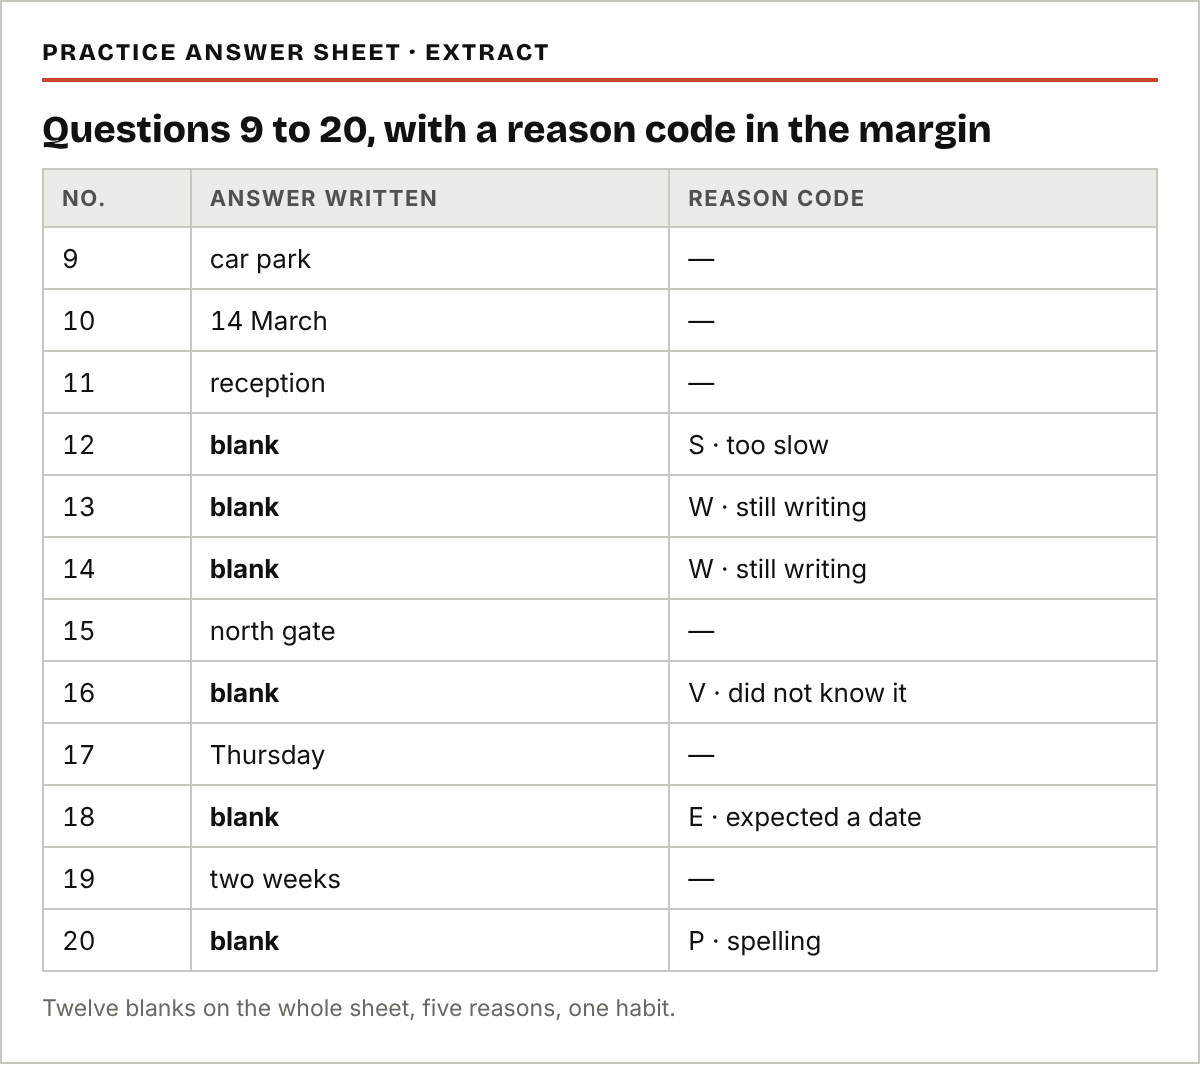 PRACTICE ANSWER SHEET · EXTRACT
Questions 9 to 20, with a reason code in the margin
NO. ANSWER WRITTEN REASON CODE
9 car park —
10 14 March —
11 reception —
12 blank S · too slow
13 blank W · still writing
14 blank W · still writing
15 north gate —
16 blank V · did not know it
17 Thursday —
18 blank E · expected a date
19 two weeks —
20 blank P · spelling
Twelve blanks on the whole sheet, five reasons, one habit.